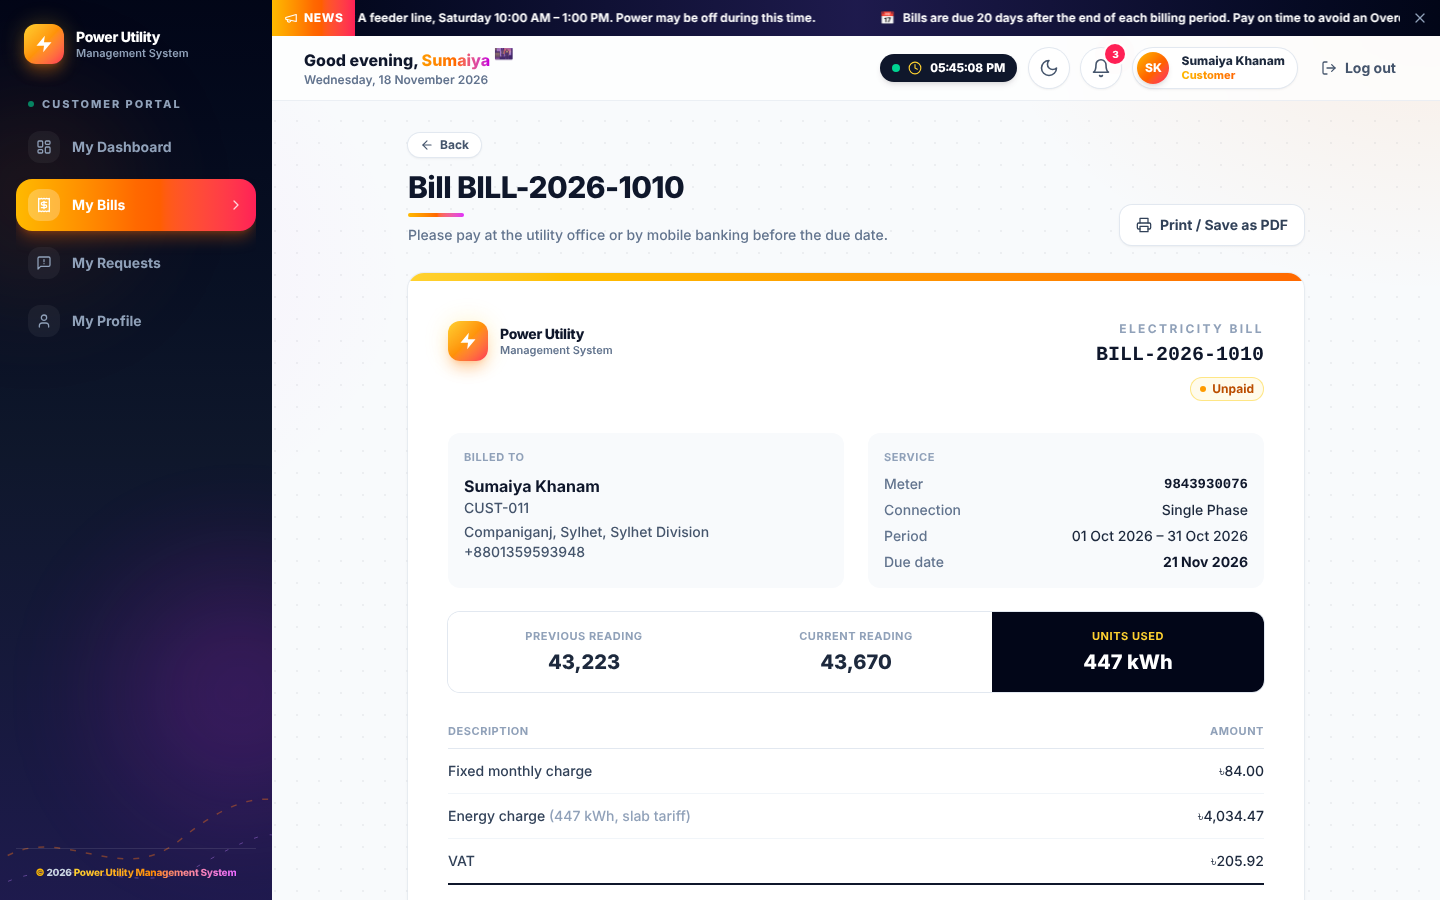 Power Utility
Management System
CUSTOMER PORTAL
My Dashboard
My Bills
My Requests
My Profile
© 2026 Power Utility Management System
NEWS
A feeder line, Saturday 10:00 AM – 1:00 PM. Power may be off during this time.
Bills are due 20 days after the end of each billing period. Pay on time to avoid an
Good evening, Sumaiya
Wednesday, 18 November 2026
05:45:08 PM
3
SK
Sumaiya Khanam
Customer
Log out
Back
Bill BILL-2026-1010
Please pay at the utility office or by mobile banking before the due date.
Print / Save as PDF
Power Utility
Management System
ELECTRICITY BILL
BILL-2026-1010
Unpaid
BILLED TO
Sumaiya Khanam
CUST-011
Companiganj, Sylhet, Sylhet Division
+8801359593948
SERVICE
Meter 9843930076
Connection Single Phase
Period 01 Oct 2026 – 31 Oct 2026
Due date 21 Nov 2026
PREVIOUS READING
43,223
CURRENT READING
43,670
UNITS USED
447 kWh
DESCRIPTION AMOUNT
Fixed monthly charge ৳84.00
Energy charge (447 kWh, slab tariff) ৳4,034.47
VAT ৳205.92